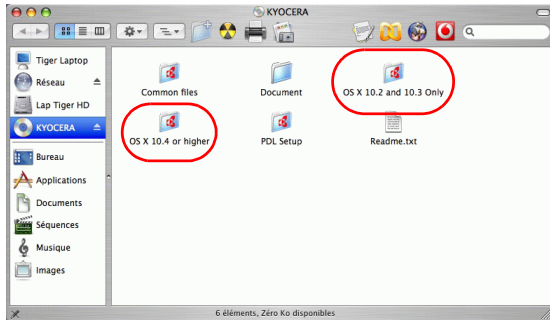 KYOCERA
Tiger Laptop
Réseau
Lap Tiger HD
KYOCERA
Bureau
Applications
Documents
Séquences
Musique
Images
Common files
Document
OS X 10.2 and 10.3 Only
OS X 10.4 or higher
PDL Setup
Readme.txt
6 éléments, Zéro Ko disponibles